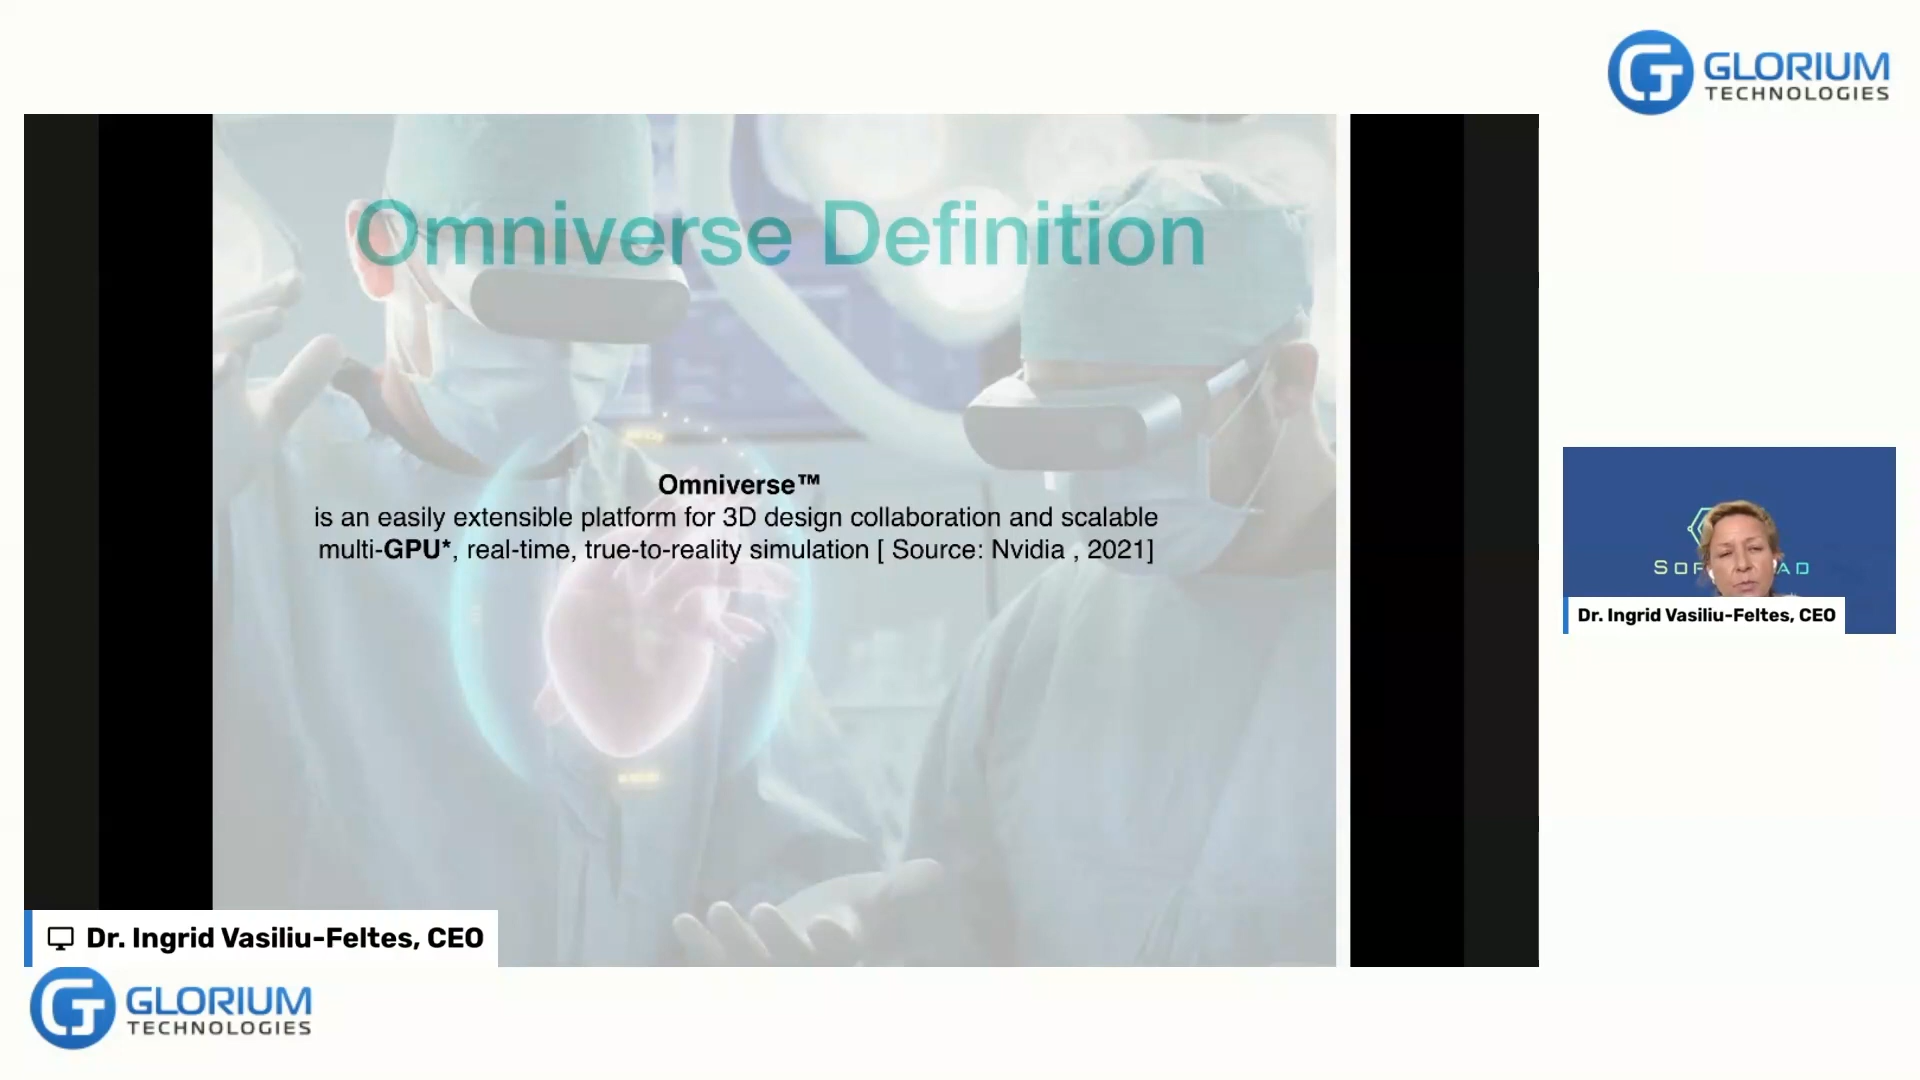 GLORIUM
TECHNOLOGIES
Omniverse Definition
Omniverse™
is an easily extensible platform for 3D design collaboration and scalable
multi-GPU*, real-time, true-to-reality simulation [ Source: Nvidia , 2021]
Dr. Ingrid Vasiliu-Feltes, CEO
Dr. Ingrid Vasiliu-Feltes, CEO
GLORIUM
TECHNOLOGIES